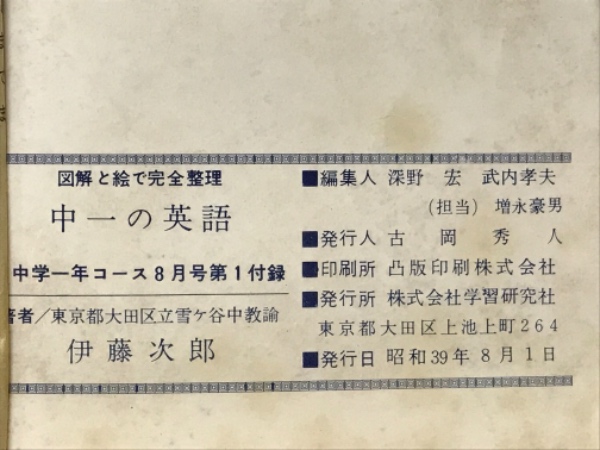 図解と絵で完全整理
中一の英語
中学一年コース8月号第1付録
著者/東京都大田区立雪ケ谷中教諭
伊藤次郎
■編集人 深野 宏 武内孝夫
(担当) 増永豪男
■発行人 古岡秀人
■印刷所 凸版印刷株式会社
■発行所 株式会社学習研究社
東京都大田区上池上町264
■発行日 昭和39年8月1日